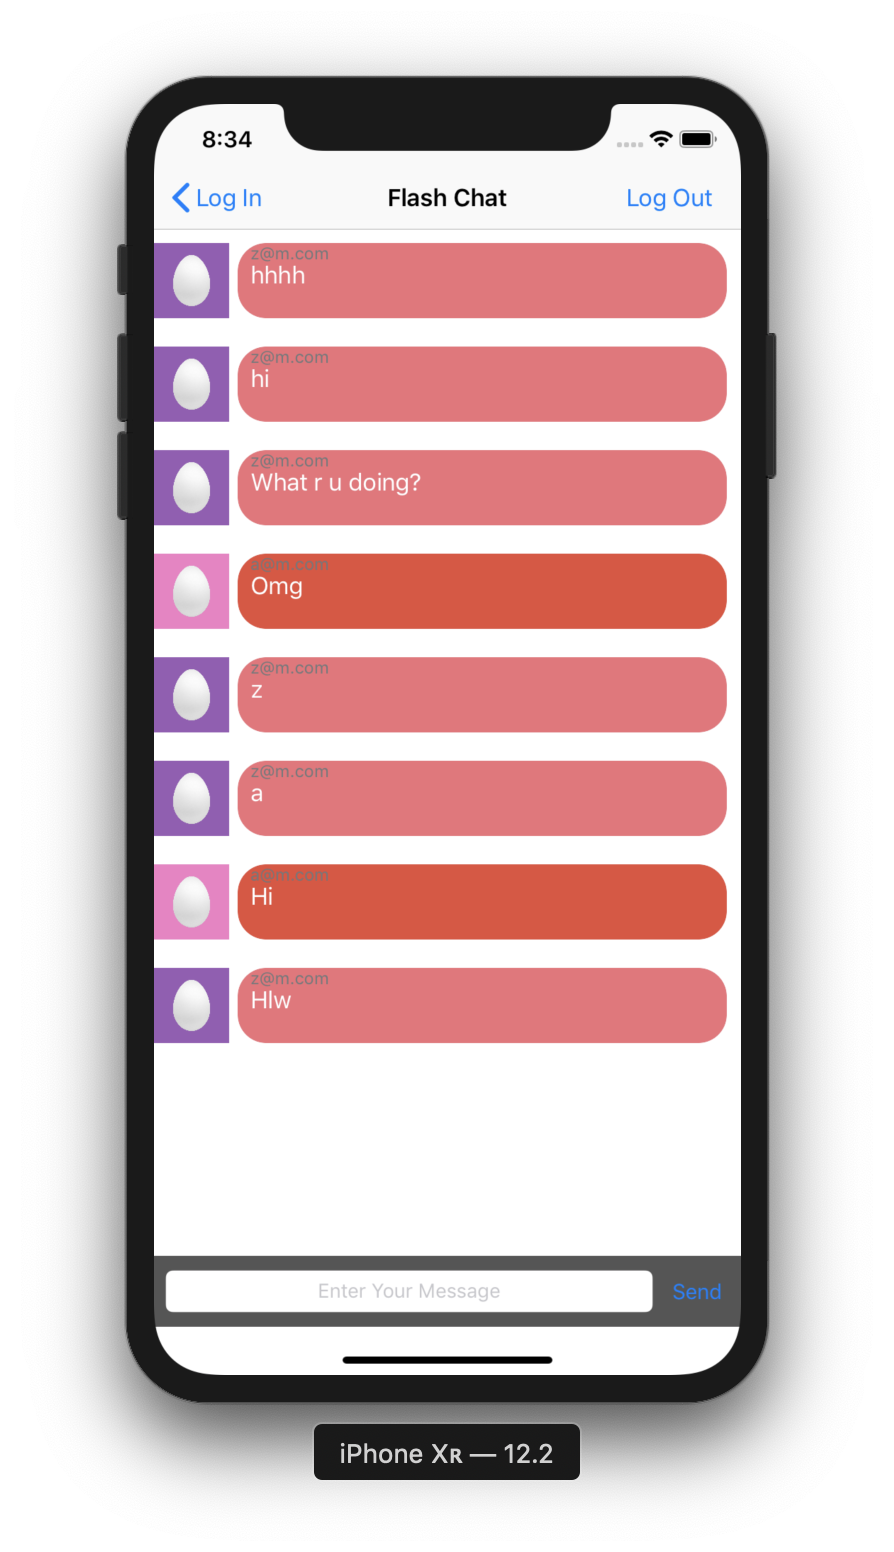 8:34
Log In
Flash Chat
Log Out
z@m.com
hhhh
z@m.com
hi
z@m.com
What r u doing?
a@m.com
Omg
z@m.com
z
z@m.com
a
a@m.com
Hi
z@m.com
Hlw
Enter Your Message
Send
iPhone Xʀ — 12.2